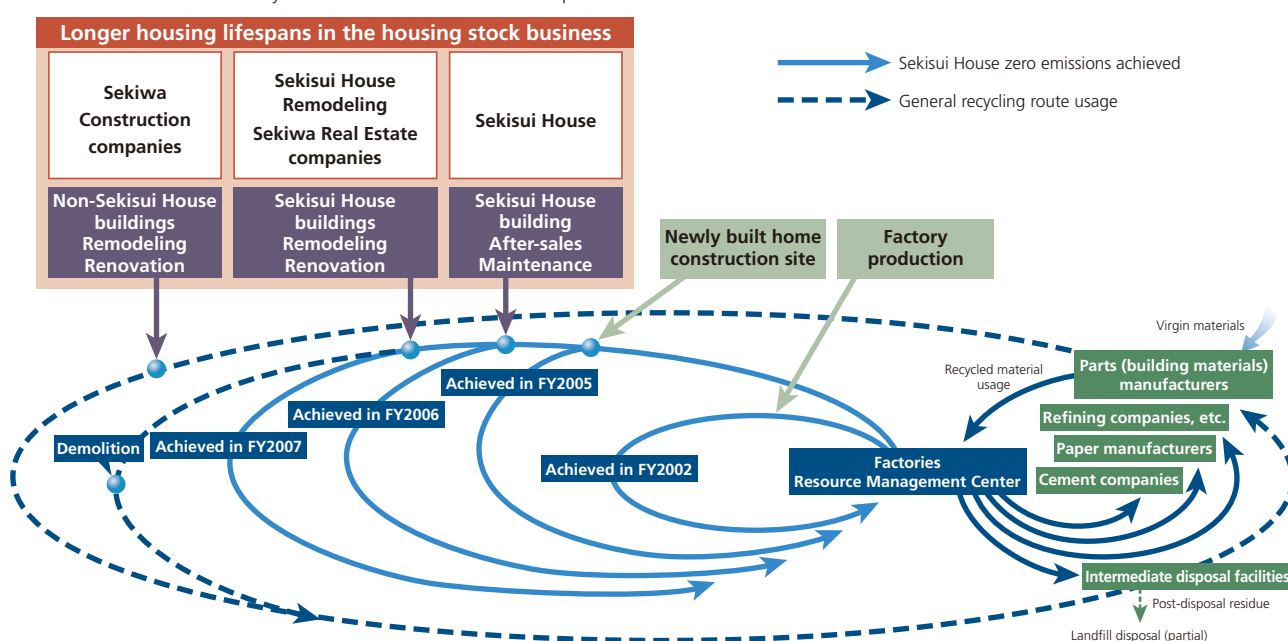 Longer housing lifespans in the housing stock business
Sekiwa
Construction
companies
Sekisui House
Remodeling
Sekiwa Real Estate
companies
Sekisui House
Non-Sekisui House
buildings
Remodeling
Renovation
Sekisui House
buildings
Remodeling
Renovation
Sekisui House
building
After-sales
Maintenance
Sekisui House zero emissions achieved
General recycling route usage
Newly built home
construction site
Factory
production
Virgin materials
Recycled material
usage
Parts (building materials)
manufacturers
Refining companies, etc.
Paper manufacturers
Cement companies
Achieved in FY2005
Achieved in FY2006
Achieved in FY2007
Demolition
Achieved in FY2002
Factories
Resource Management Center
Intermediate disposal facilities
Post-disposal residue
Landfill disposal (partial)